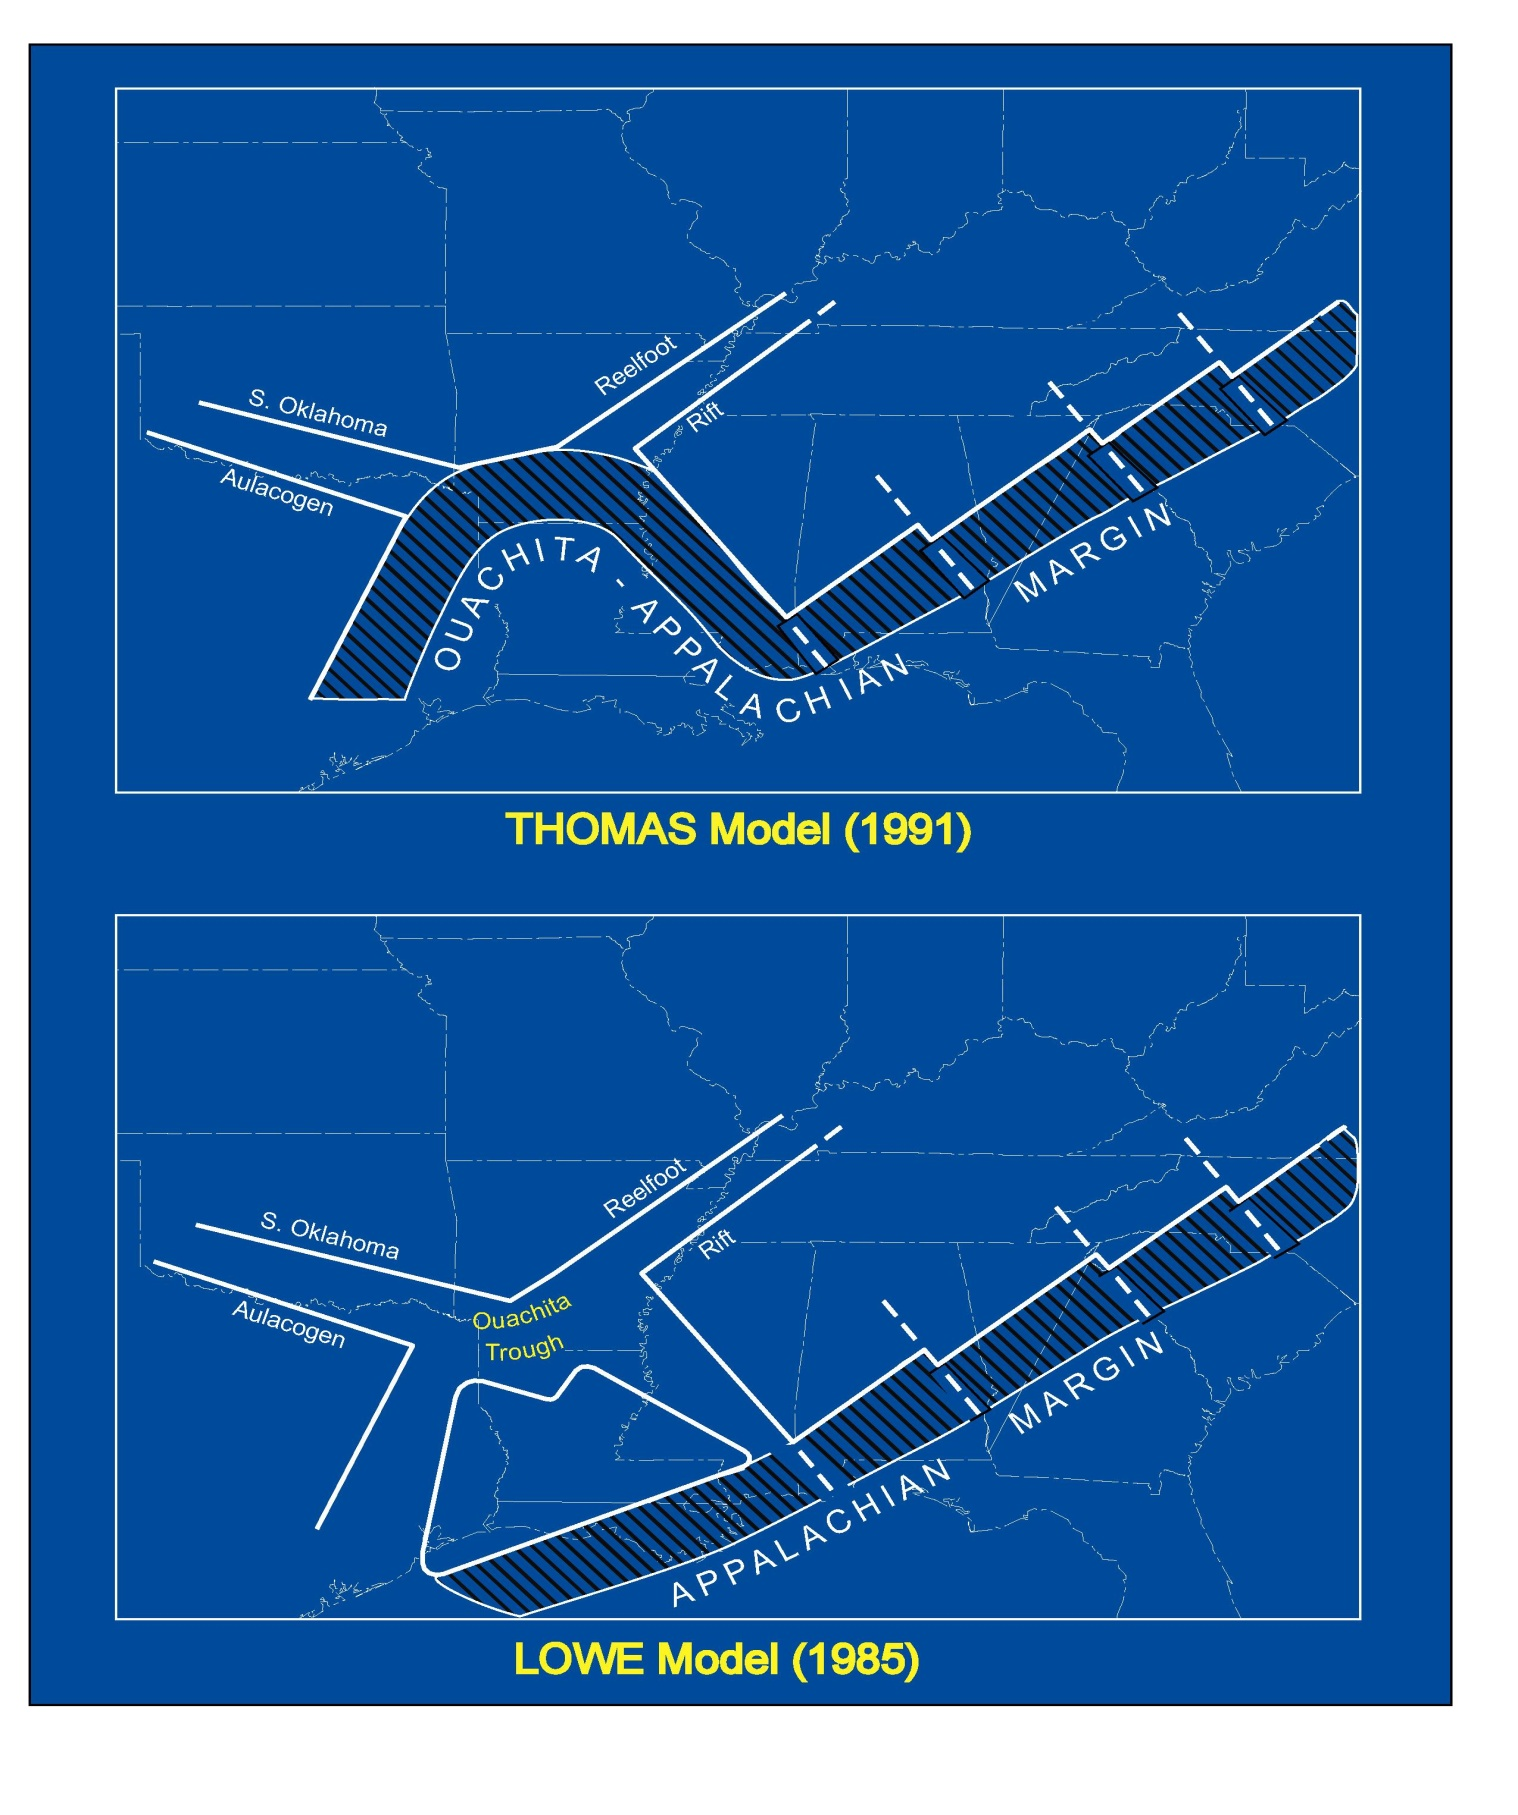 Reelfoot
Rift
S. Oklahoma
Aulacogen
OUACHITA - APPALACHIAN
MARGIN
THOMAS Model (1991)
Reelfoot
Rift
S. Oklahoma
Aulacogen
Ouachita
Trough
APPALACHIAN
MARGIN
LOWE Model (1985)